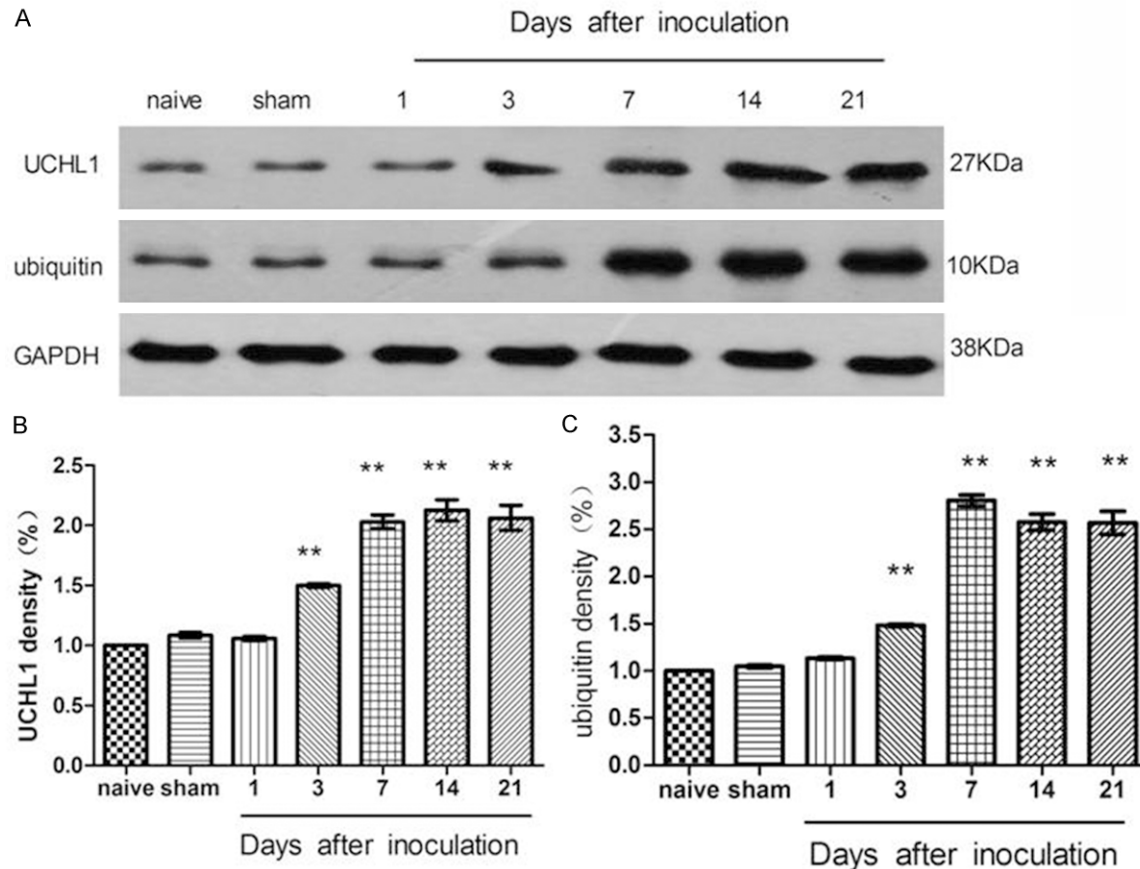 A
Days after inoculation
naive sham 1 3 7 14 21
UCHL1 27KDa
ubiquitin 10KDa
GAPDH 38KDa
B
UCHL1 density (%)
2.5
2.0
1.5
1.0
0.5
0.0
**
**
**
**
naive sham 1 3 7 14 21
Days after inoculation
C
ubiquitin density (%)
3.5
3.0
2.5
2.0
1.5
1.0
0.5
0.0
**
**
**
**
naive sham 1 3 7 14 21
Days after inoculation